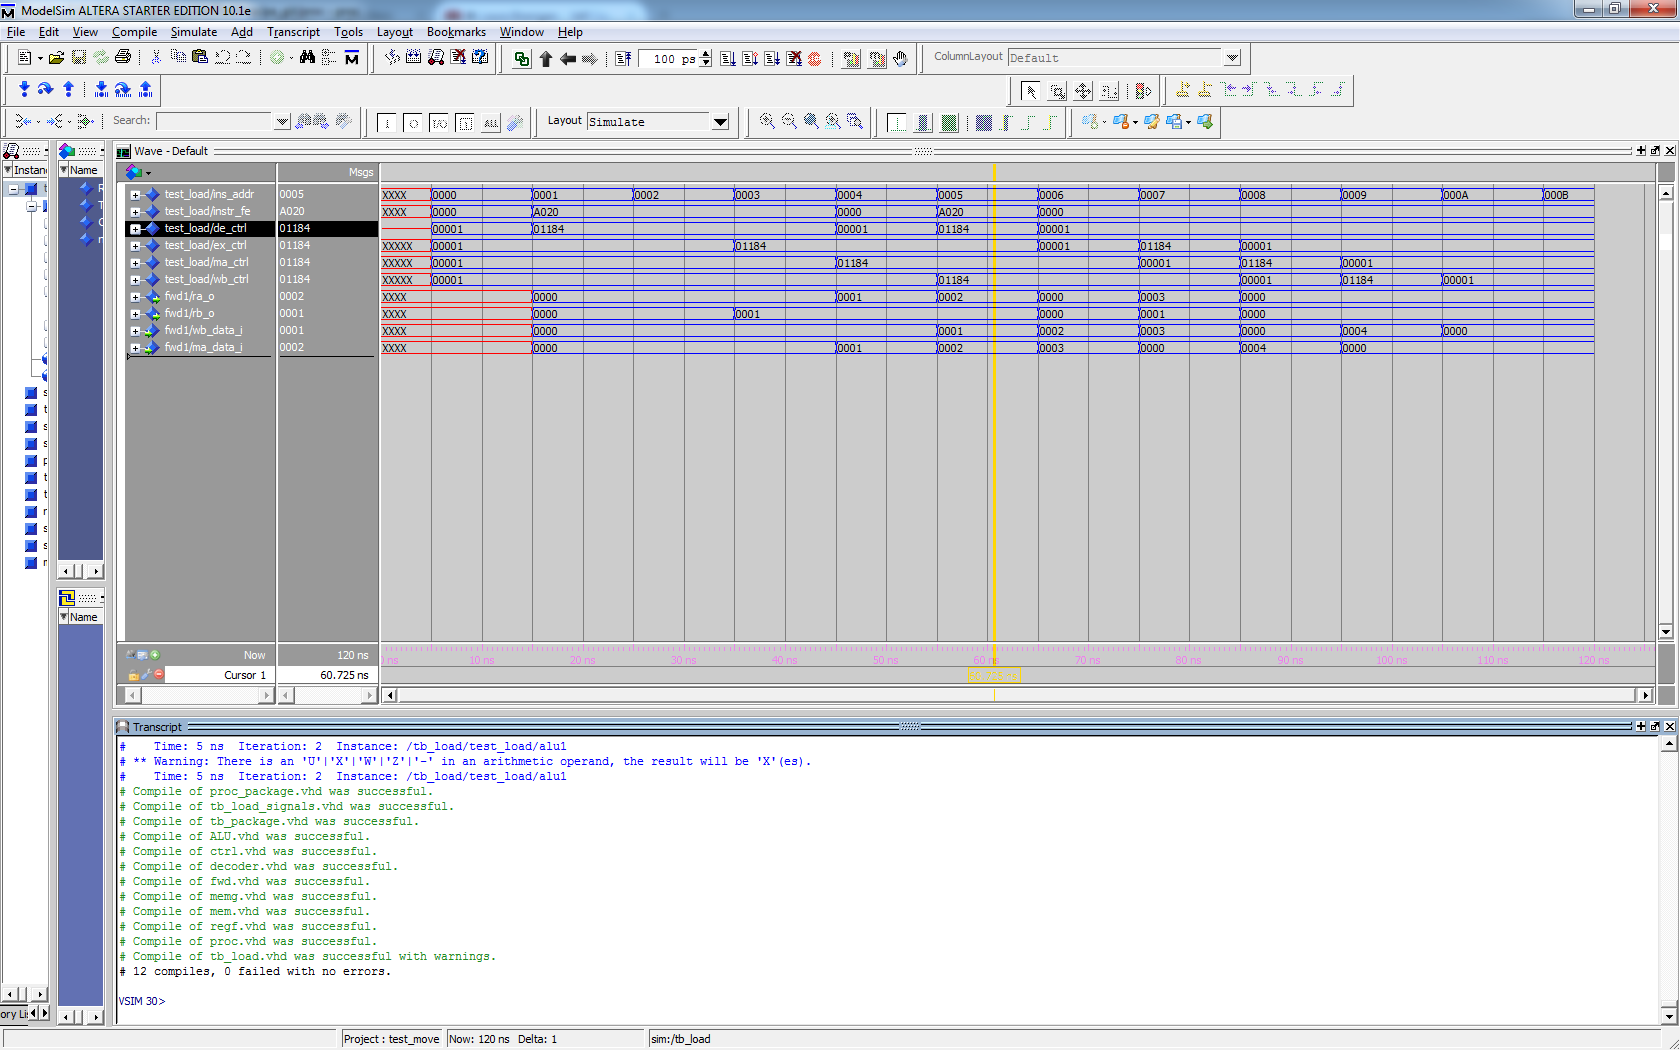 ModelSim ALTERA STARTER EDITION 10.1e
File Edit View Compile Simulate Add Transcript Tools Layout Bookmarks Window Help
100 ps
ColumnLayout Default
Search:
Layout Simulate
Instan
Name
Wave - Default
Msgs
test_load/ins_addr 0005 XXXX 0000 0001 0002 0003 0004 0005 0006 0007 0008 0009 000A 000B
test_load/instr_fe A020 XXXX 0000 A020 0000 A020 0000
test_load/de_ctrl 01184 00001 01184 00001 01184 00001
test_load/ex_ctrl 01184 XXXXX 00001 01184 00001 01184 00001
test_load/ma_ctrl 01184 XXXXX 00001 01184 00001 01184 00001
test_load/wb_ctrl 01184 XXXXX 00001 01184 00001 01184 00001
fwd1/ra_o 0002 XXXX 0000 0001 0002 0000 0003 0000
fwd1/rb_o 0001 XXXX 0000 0001 0000 0001 0000
fwd1/wb_data_i 0001 XXXX 0000 0001 0002 0003 0000 0004 0000
fwd1/ma_data_i 0002 XXXX 0000 0001 0002 0003 0000 0004 0000
Name
Now 120 ns
ns 10 ns 20 ns 30 ns 40 ns 50 ns 60 ns 70 ns 80 ns 90 ns 100 ns 110 ns 120 ns
Cursor 1 60.725 ns
60.725 ns
Transcript
#    Time: 5 ns  Iteration: 2  Instance: /tb_load/test_load/alu1
# ** Warning: There is an 'U'|'X'|'W'|'Z'|'-' in an arithmetic operand, the result will be 'X'(es).
#    Time: 5 ns  Iteration: 2  Instance: /tb_load/test_load/alu1
# Compile of proc_package.vhd was successful.
# Compile of tb_load_signals.vhd was successful.
# Compile of tb_package.vhd was successful.
# Compile of ALU.vhd was successful.
# Compile of ctrl.vhd was successful.
# Compile of decoder.vhd was successful.
# Compile of fwd.vhd was successful.
# Compile of memg.vhd was successful.
# Compile of mem.vhd was successful.
# Compile of regf.vhd was successful.
# Compile of proc.vhd was successful.
# Compile of tb_load.vhd was successful with warnings.
# 12 compiles, 0 failed with no errors.
VSIM 30>
ory Li
Project : test_move Now: 120 ns Delta: 1 sim:/tb_load